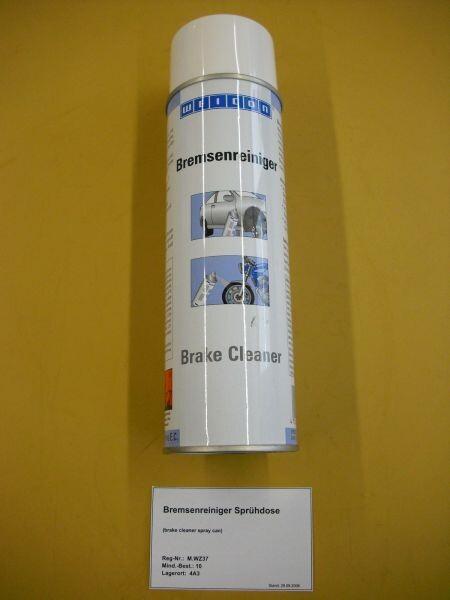 WEICON
Bremsenreiniger
Brake Cleaner
E.C.
Bremsenreiniger Sprühdose
(brake cleaner spray can)
Reg-Nr.: M.WZ37
Mind.-Best.: 10
Lagerort: 4A3